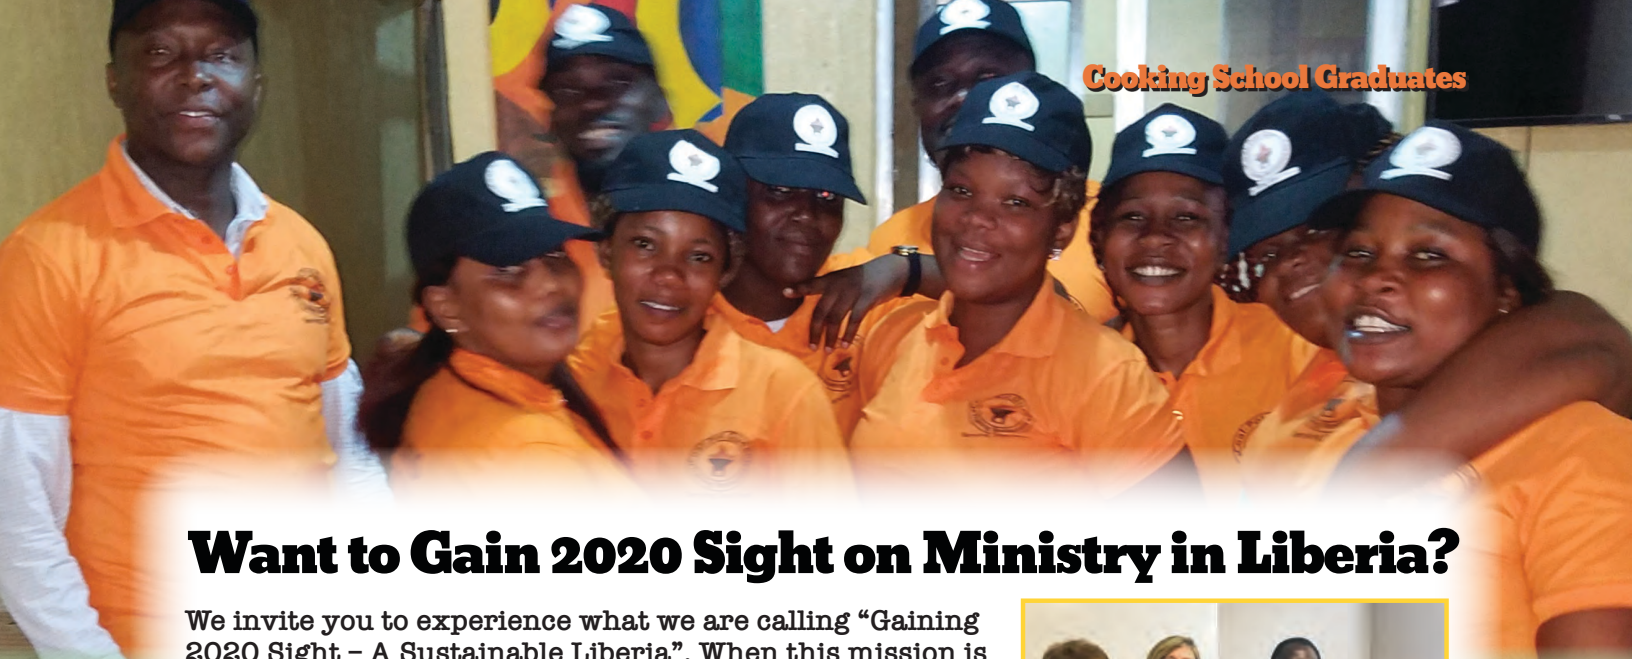 Cooking School Graduates
Want to Gain 2020 Sight on Ministry in Liberia?
We invite you to experience what we are calling “Gaining
2020 Sight – A Sustainable Liberia”. When this mission is